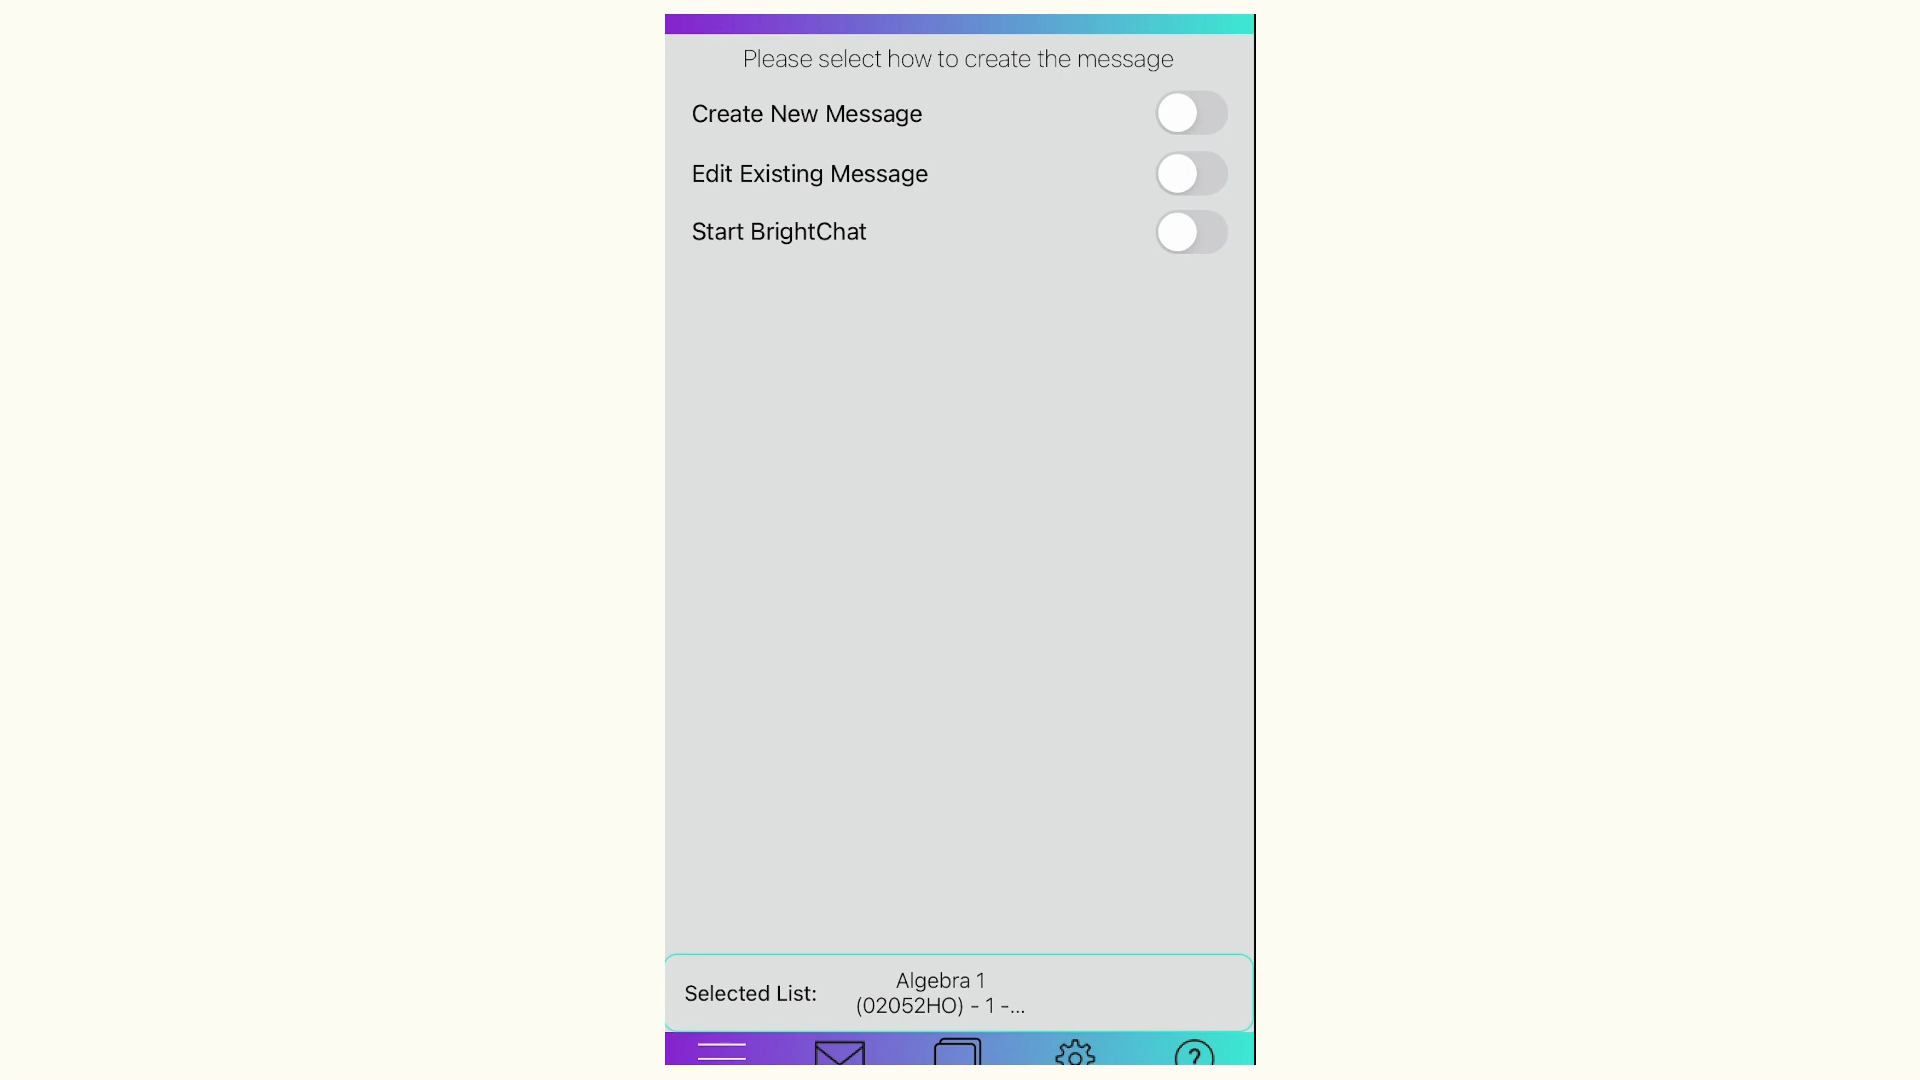 Please select how to create the message
Create New Message
Edit Existing Message
Start BrightChat
Selected List:
Algebra 1
(02052HO) - 1 -...
?